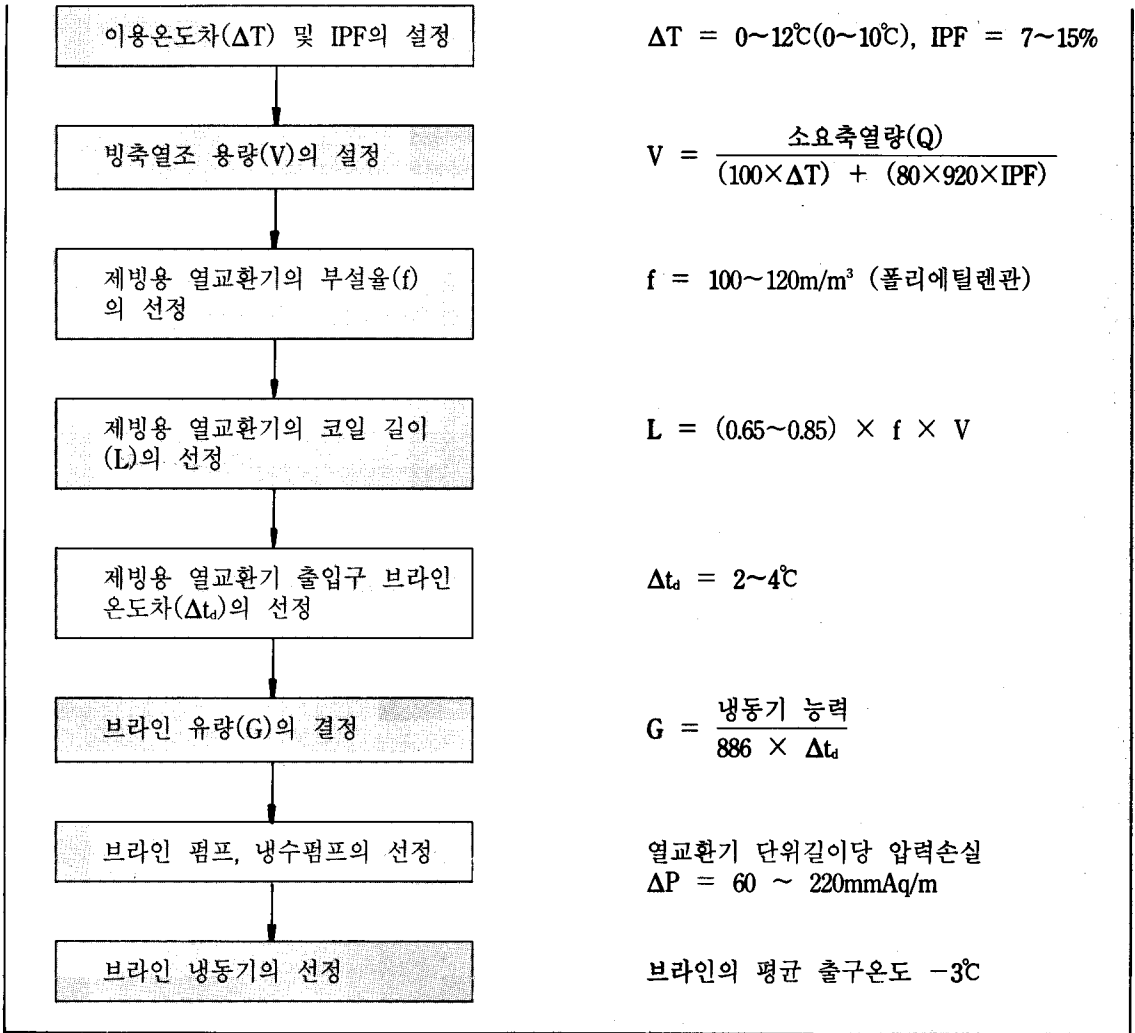 이용온도차(ΔT) 및 IPF의 설정
ΔT = 0~12℃(0~10℃), IPF = 7~15%
빙축열조 용량(V)의 설정
V = 소요축열량(Q) / (100×ΔT) + (80×920×IPF)
제빙용 열교환기의 부설율(f)
의 선정
f = 100~120m/m³ (폴리에틸렌관)
제빙용 열교환기의 코일 길이
(L)의 선정
L = (0.65~0.85) × f × V
제빙용 열교환기 출입구 브라인
온도차(Δtd)의 선정
Δtd = 2~4℃
브라인 유량(G)의 결정
G = 냉동기 능력 / 886 × Δtd
브라인 펌프, 냉수펌프의 선정
열교환기 단위길이당 압력손실
ΔP = 60 ~ 220mmAq/m
브라인 냉동기의 선정
브라인의 평균 출구온도 -3℃